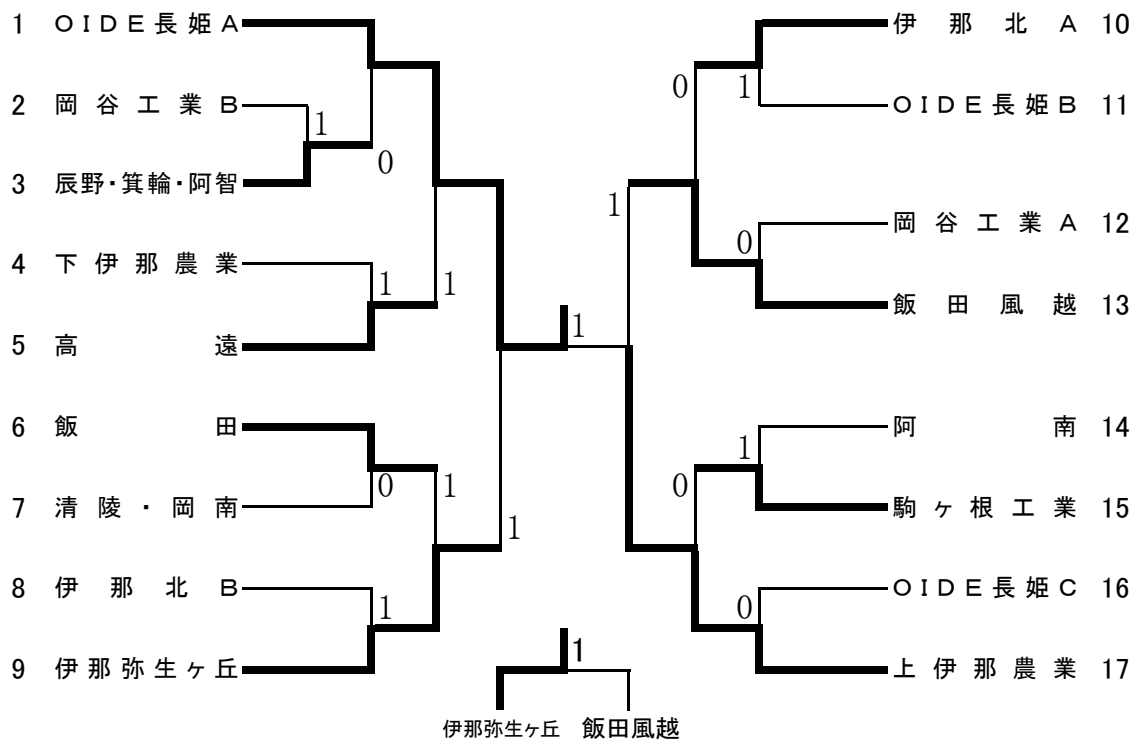 1 OIDE長姫A
2 岡谷工業B
1
3 辰野・箕輪・阿智
0
4 下伊那農業
1
1
5 高遠
6 飯田
0
1
7 清陵・岡南
1
8 伊那北B
1
9 伊那弥生ヶ丘
1
1
伊那弥生ヶ丘 飯田風越
伊那北A 10
0
1
OIDE長姫B 11
1
岡谷工業A 12
0
飯田風越 13
阿南 14
1
0
駒ヶ根工業 15
OIDE長姫C 16
0
上伊那農業 17